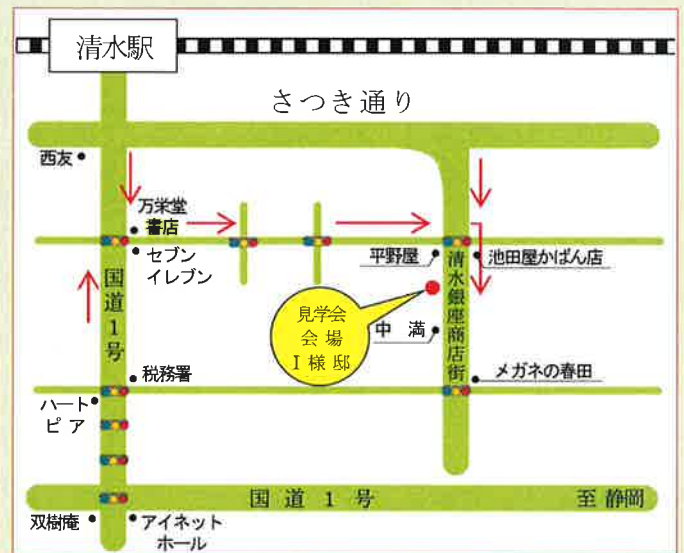 清水駅
さつき通り
西友
万栄堂
書店
セブン
イレブン
平野屋
池田屋かばん店
国道1号
清水銀座商店街
見学会
会場
I様邸
中満
税務署
メガネの春田
ハート
ピア
国道1号
至静岡
双樹庵
アイネット
ホール